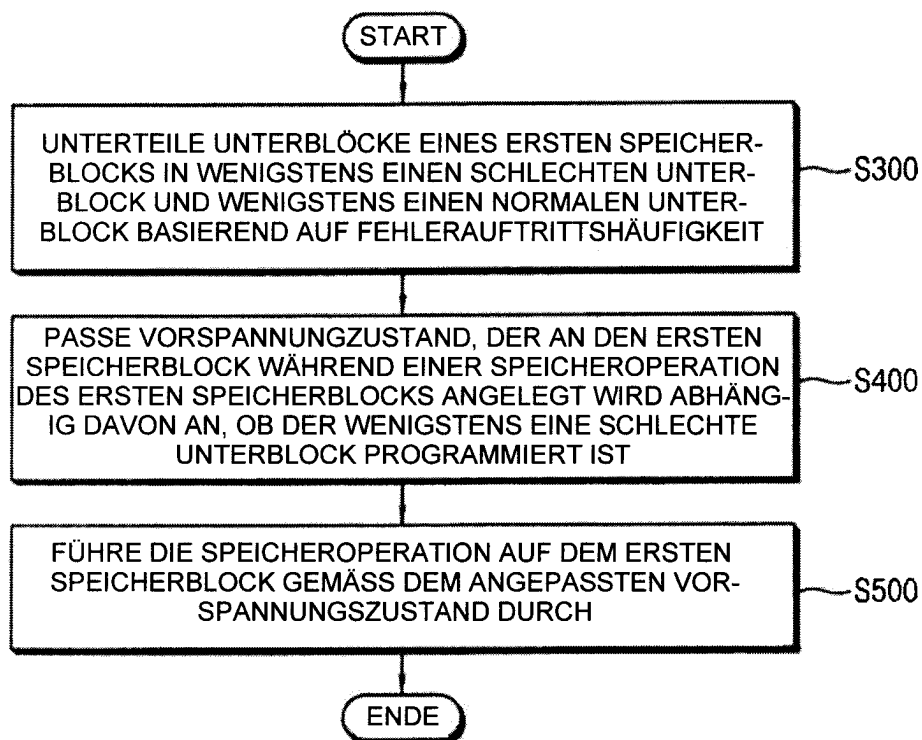 START
UNTERTEILE UNTERBLÖCKE EINES ERSTEN SPEICHER-
BLOCKS IN WENIGSTENS EINEN SCHLECHTEN UNTER-
BLOCK UND WENIGSTENS EINEN NORMALEN UNTER-
BLOCK BASIEREND AUF FEHLERAUFTRITTSHÄUFIGKEIT
S300
PASSE VORSPANNUNGZUSTAND, DER AN DEN ERSTEN
SPEICHERBLOCK WÄHREND EINER SPEICHEROPERATION
DES ERSTEN SPEICHERBLOCKS ANGELEGT WIRD ABHÄNG-
IG DAVON AN, OB DER WENIGSTENS EINE SCHLECHTE
UNTERBLOCK PROGRAMMIERT IST
S400
FÜHRE DIE SPEICHEROPERATION AUF DEM ERSTEN
SPEICHERBLOCK GEMÄSS DEM ANGEPASSTEN VOR-
SPANNUNGSZUSTAND DURCH
S500
ENDE